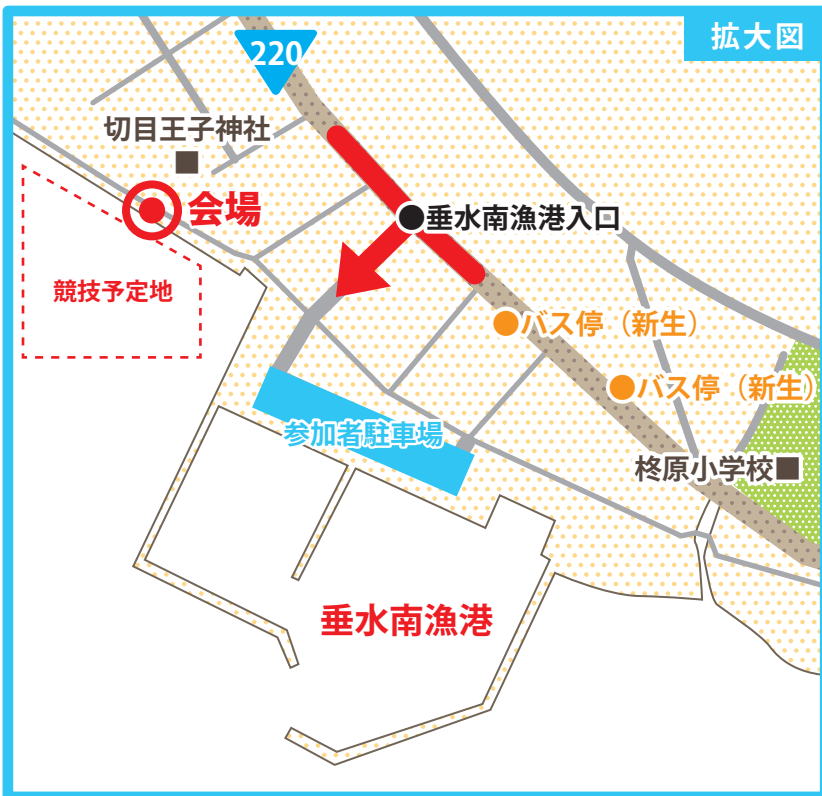 拡大図
220
切目王子神社
会場
垂水南漁港入口
競技予定地
バス停（新生）
バス停（新生）
参加者駐車場
柊原小学校
垂水南漁港